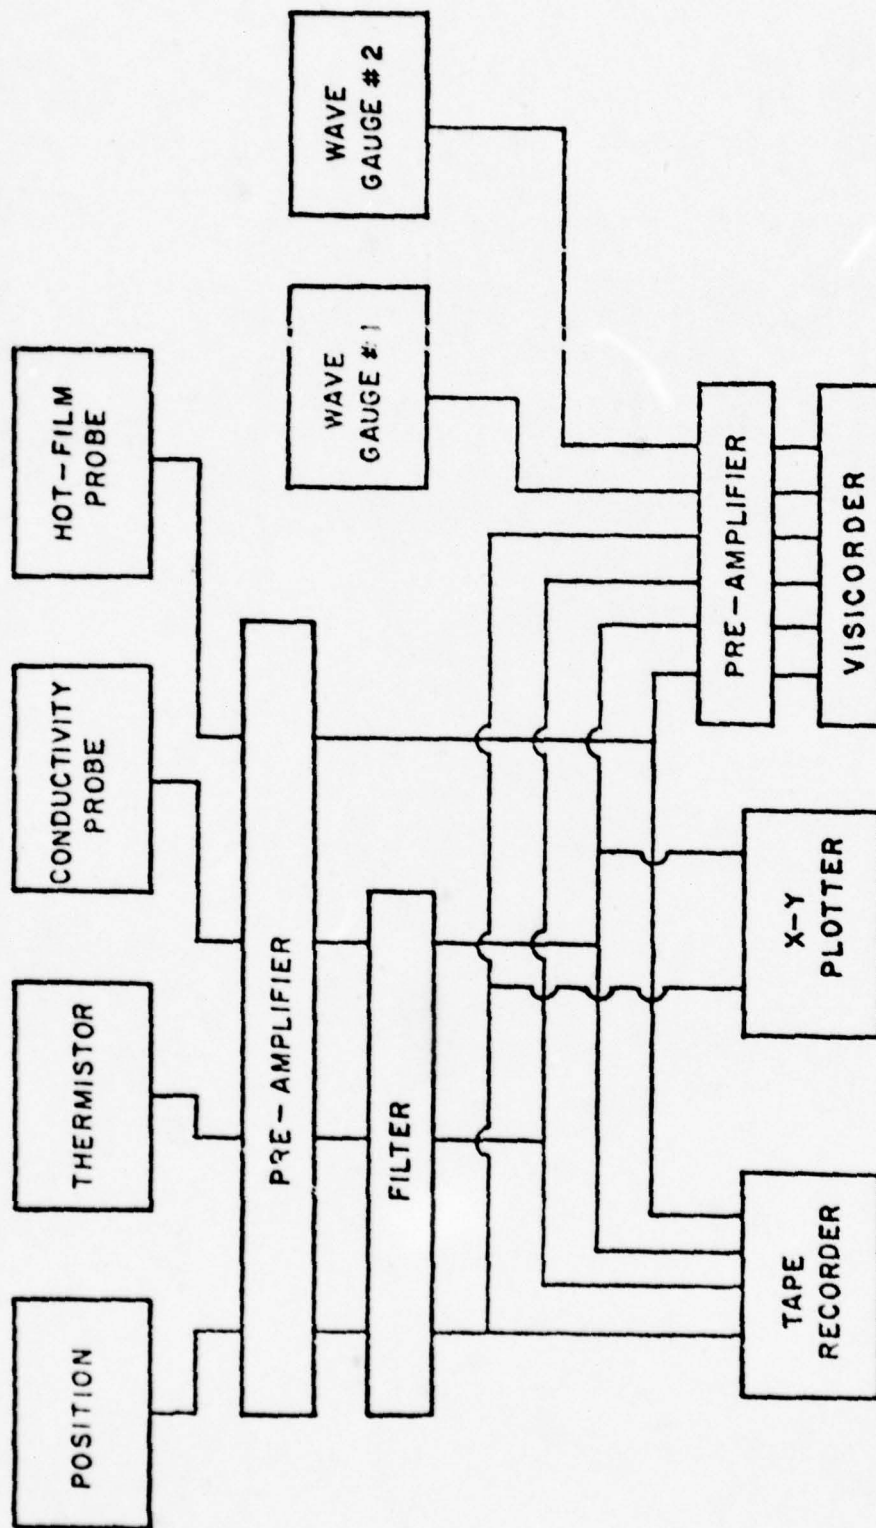 POSITION
THERMISTOR
CONDUCTIVITY
PROBE
HOT-FILM
PROBE
PRE-AMPLIFIER
FILTER
WAVE
GAUGE #1
WAVE
GAUGE #2
TAPE
RECORDER
X-Y
PLOTTER
PRE-AMPLIFIER
VISICORDER